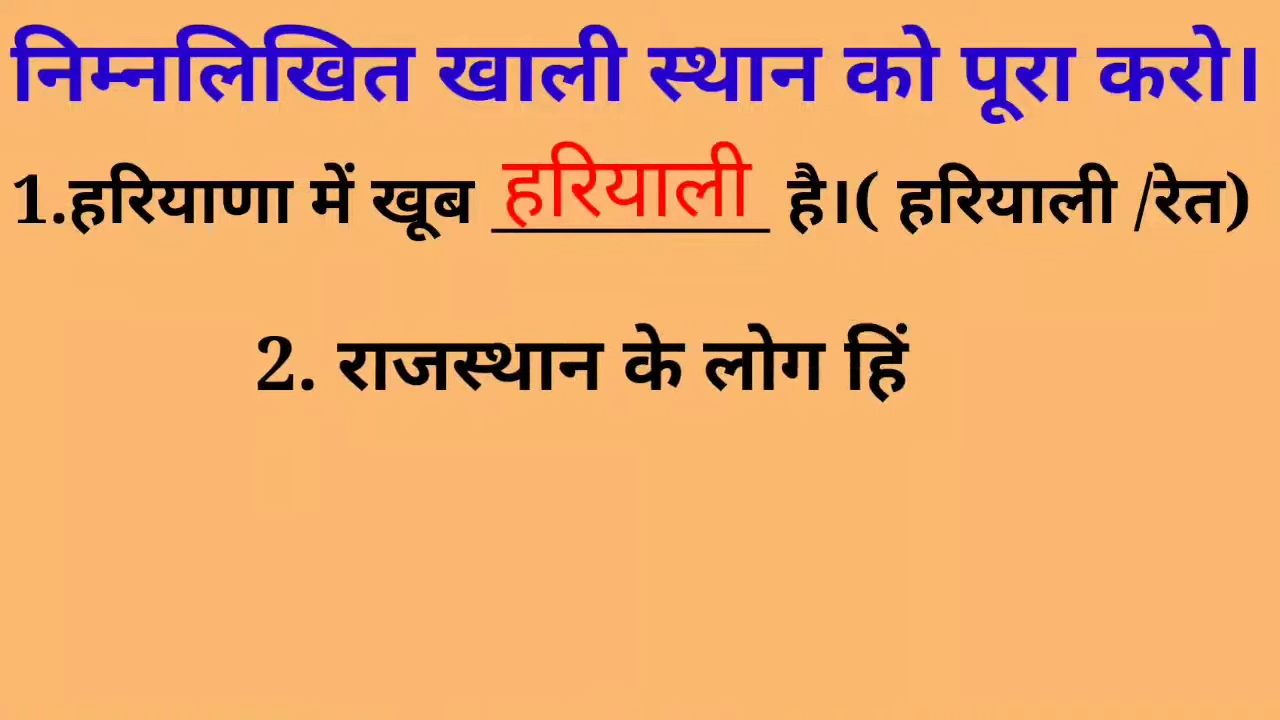 निम्नलिखित खाली स्थान को पूरा करो।
1.हरियाणा में खूब हरियाली है।( हरियाली /रेत)
2. राजस्थान के लोग हिं